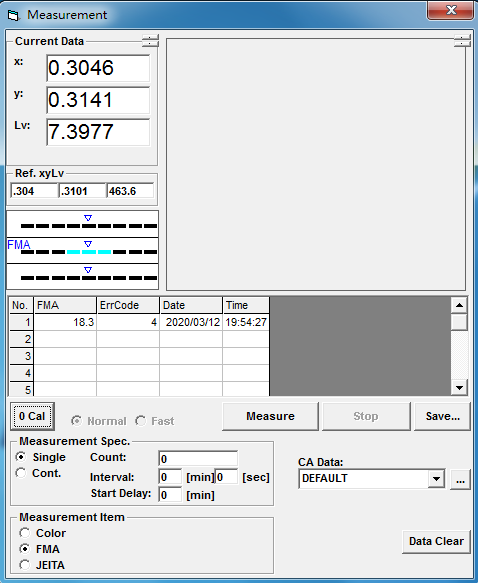 Measurement
Current Data
x: 0.3046
y: 0.3141
Lv: 7.3977
Ref. xyLv
.304 .3101 463.6
FMA
No. FMA ErrCode Date Time
1 18.3 4 2020/03/12 19:54:27
2
3
4
5
0 Cal Normal Fast Measure Stop Save...
Measurement Spec.
Single Count: 0
Cont. Interval: 0 [min] 0 [sec]
Start Delay: 0 [min]
CA Data:
DEFAULT ...
Measurement Item
Color
FMA
JEITA
Data Clear